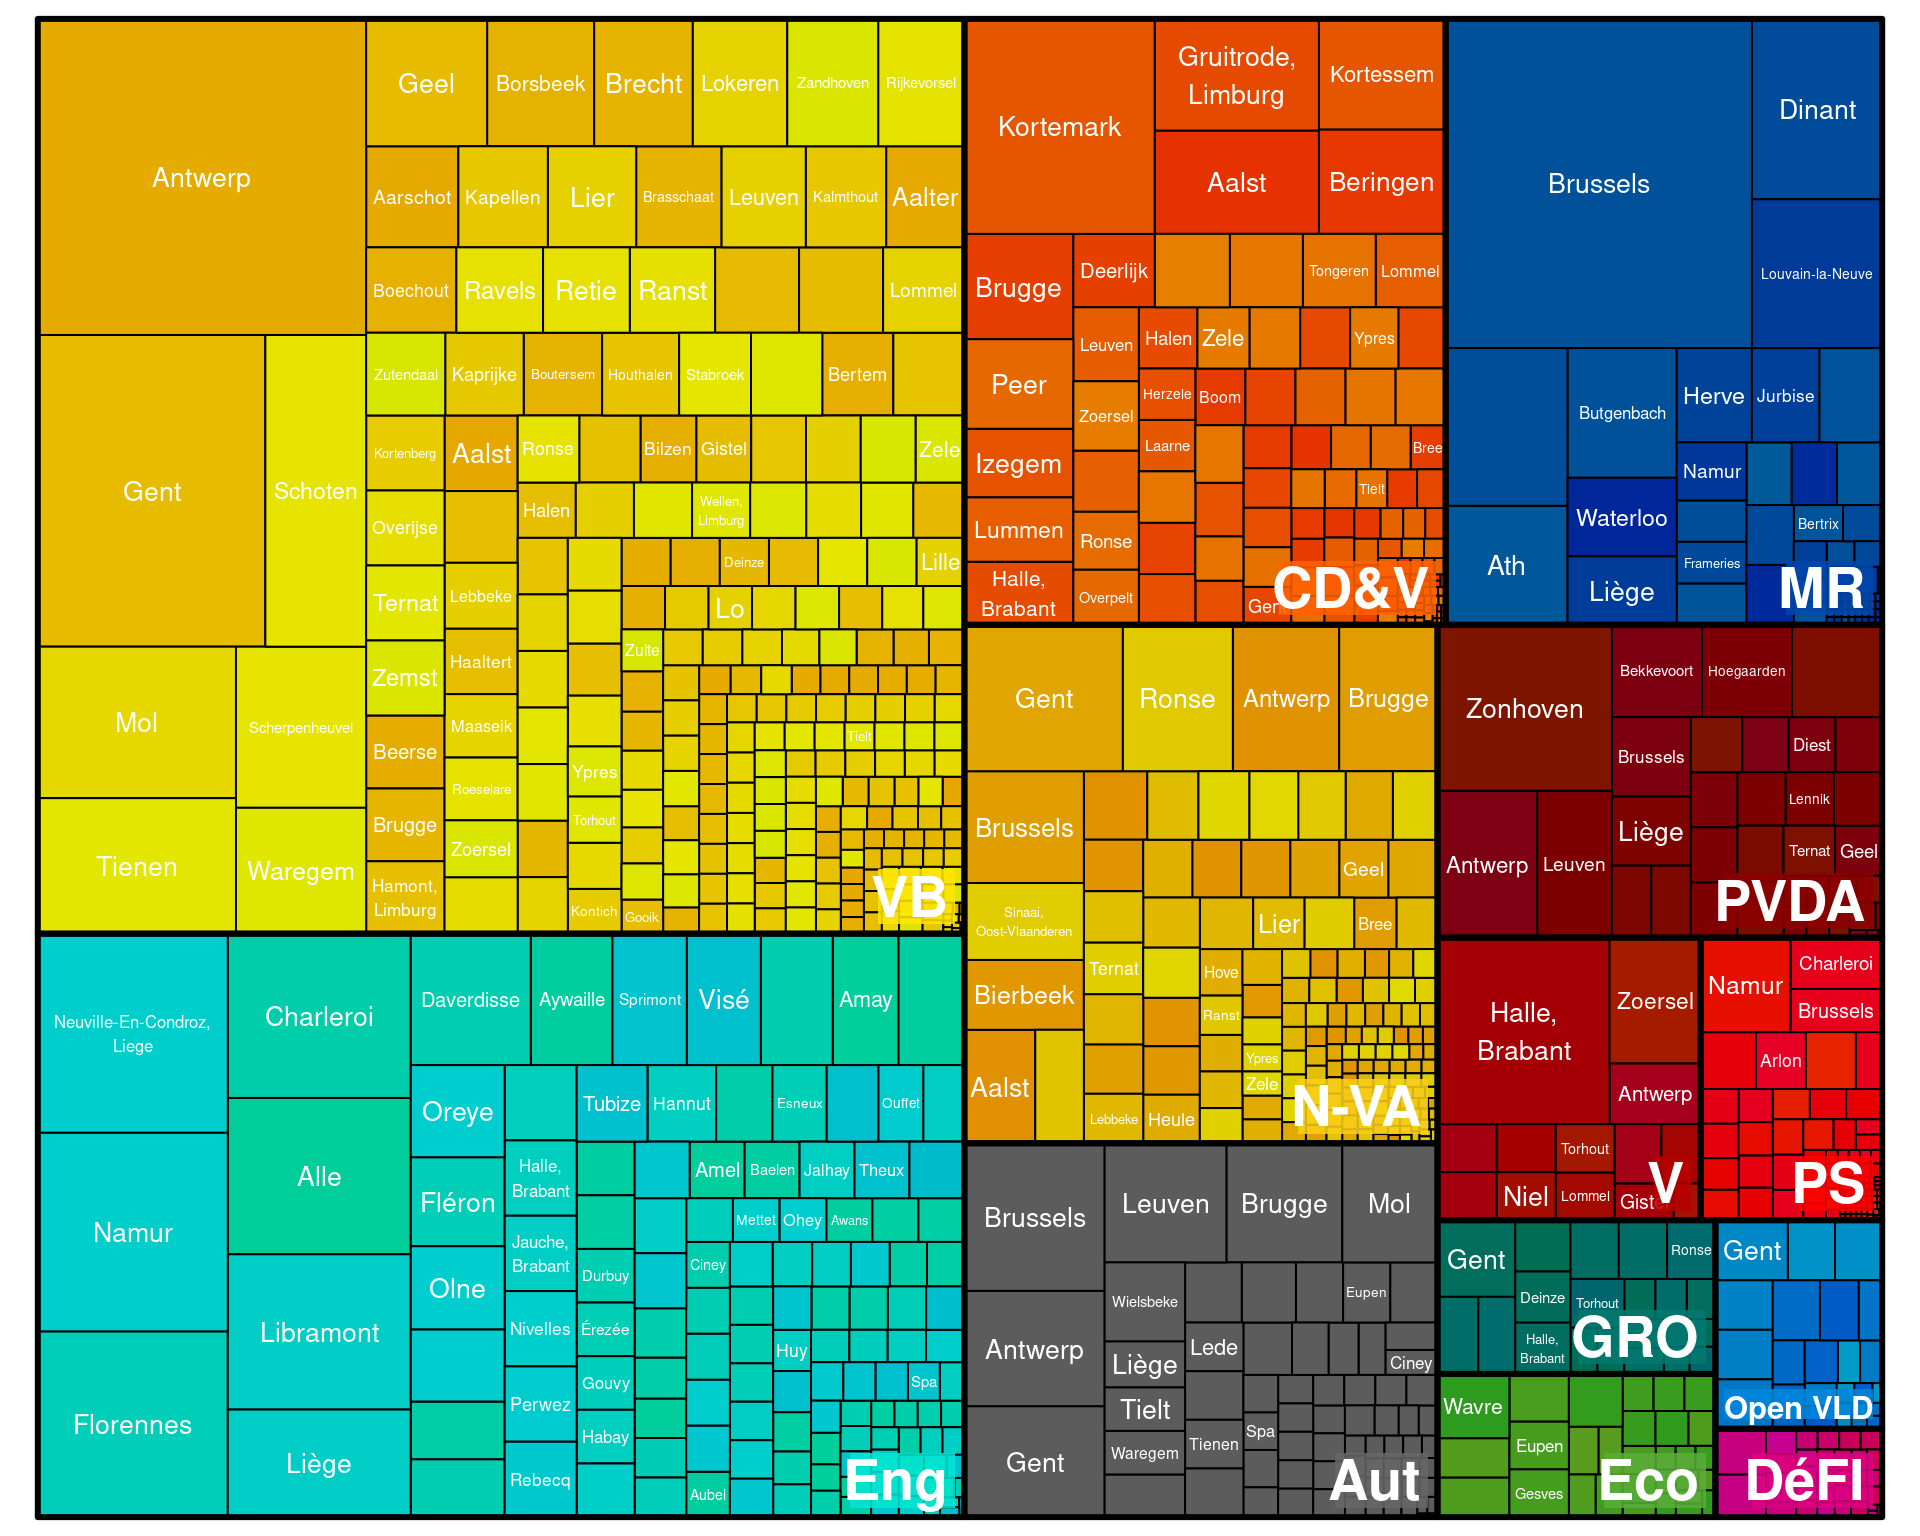 Antwerp
Geel
Borsbeek
Brecht
Lokeren
Zandhoven
Rijkevorsel
Aarschot
Kapellen
Lier
Brasschaat
Leuven
Kalmthout
Aalter
Boechout
Ravels
Retie
Ranst
Lommel
Gent
Schoten
Zutendaal
Kaprijke
Boutersem
Houthalen
Stabroek
Bertem
Kortenberg
Aalst
Ronse
Bilzen
Gistel
Zele
Overijse
Halen
Wellen,
Limburg
Deinze
Lille
Ternat
Lebbeke
Lo
Zulte
Mol
Scherpenheuvel
Zemst
Haaltert
Maaseik
Tielt
Beerse
Roeselare
Ypres
Tienen
Waregem
Brugge
Zoersel
Torhout
Hamont,
Limburg
Kontich
Gooik
VB
Kortemark
Gruitrode,
Limburg
Kortessem
Aalst
Beringen
Brugge
Deerlijk
Tongeren
Lommel
Peer
Leuven
Halen
Zele
Ypres
Zoersel
Herzele
Boom
Izegem
Laarne
Bree
Tielt
Lummen
Ronse
Halle,
Brabant
Overpelt
Gent
CD&V
Brussels
Dinant
Louvain-la-Neuve
Butgenbach
Herve
Jurbise
Namur
Waterloo
Bertrix
Ath
Liège
Frameries
MR
Gent
Ronse
Antwerp
Brugge
Brussels
Geel
Sinaai,
Oost-Vlaanderen
Lier
Bree
Bierbeek
Ternat
Hove
Ranst
Aalst
Ypres
Zele
Lebbeke
Heule
N-VA
Zonhoven
Bekkevoort
Hoegaarden
Brussels
Diest
Lennik
Antwerp
Leuven
Liège
Ternat
Geel
PVDA
Neuville-En-Condroz,
Liege
Charleroi
Daverdisse
Aywaille
Sprimont
Visé
Amay
Oreye
Tubize
Hannut
Esneux
Ouffet
Namur
Alle
Fléron
Halle,
Brabant
Amel
Baelen
Jalhay
Theux
Mettet
Ohey
Awans
Jauche,
Brabant
Durbuy
Ciney
Olne
Libramont
Nivelles
Érezée
Huy
Florennes
Gouvy
Spa
Perwez
Habay
Liège
Rebecq
Aubel
Eng
Brussels
Leuven
Brugge
Mol
Antwerp
Wielsbeke
Eupen
Liège
Lede
Ciney
Tielt
Gent
Waregem
Tienen
Spa
Aut
Halle,
Brabant
Zoersel
Antwerp
Torhout
Niel
Lommel
Gistel
V
Namur
Charleroi
Brussels
Arlon
PS
Gent
Ronse
Deinze
Torhout
Halle,
Brabant
GRO
Gent
Open VLD
Wavre
Eupen
Gesves
Eco
DéFI